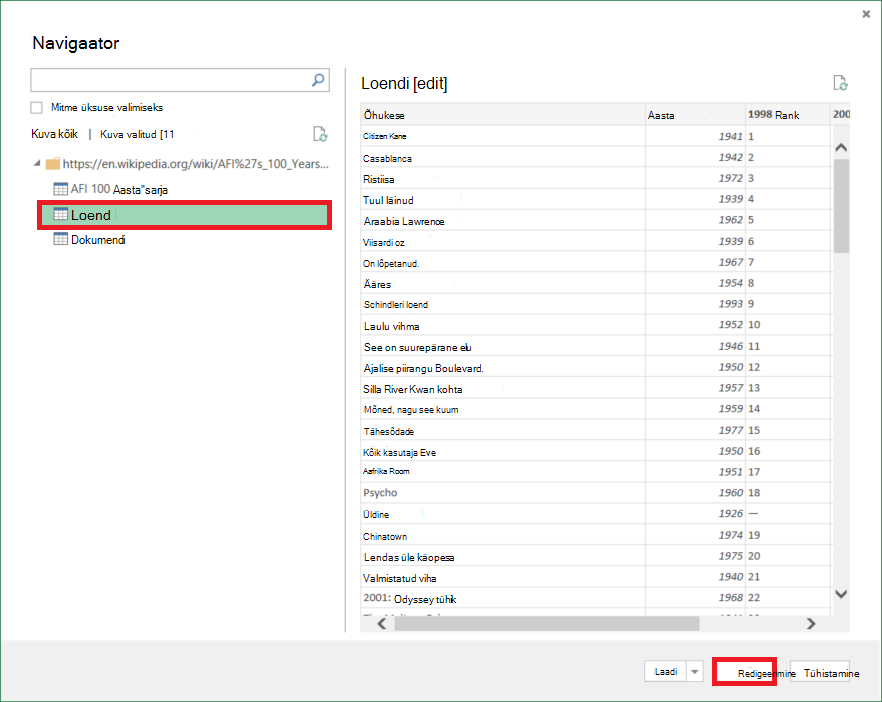 Navigaator
Mitme üksuse valimiseks
Kuva kõik | Kuva valitud [11
https://en.wikipedia.org/wiki/AFI%27s_100_Years...
AFI 100 Aasta"sarja
Loend
Dokumendi
Loendi [edit]
Õhukese Aasta 1998 Rank 200
Citizen Kane 1941 1
Casablanca 1942 2
Ristiisa 1972 3
Tuul läinud 1939 4
Araabia Lawrence 1962 5
Viisardi oz 1939 6
On lõpetanud. 1967 7
Ääres 1954 8
Schindleri loend 1993 9
Laulu vihma 1952 10
See on suurepärane elu 1946 11
Ajalise piirangu Boulevard. 1950 12
Silla River Kwan kohta 1957 13
Mõned, nagu see kuum 1959 14
Tähesõdade 1977 15
Kõik kasutaja Eve 1950 16
Aafrika Room 1951 17
Psycho 1960 18
Üldine 1926 —
Chinatown 1974 19
Lendas üle käopesa 1975 20
Valmistatud viha 1940 21
2001: Odyssey tühik 1968 22
Laadi Redigeerimine Tühistamine